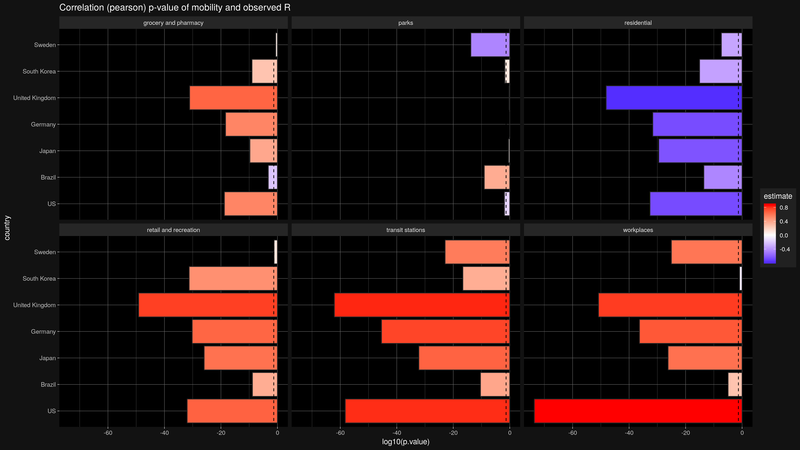 Correlation (pearson) p-value of mobility and observed R
grocery and pharmacy
parks
residential
Sweden
South Korea
United Kingdom
Germany
Japan
Brazil
US
retail and recreation
transit stations
workplaces
Sweden
South Korea
United Kingdom
Germany
Japan
Brazil
US
country
-60 -40 -20 0
-60 -40 -20 0
-60 -40 -20 0
log10(p.value)
estimate
0.8
0.4
0.0
-0.4